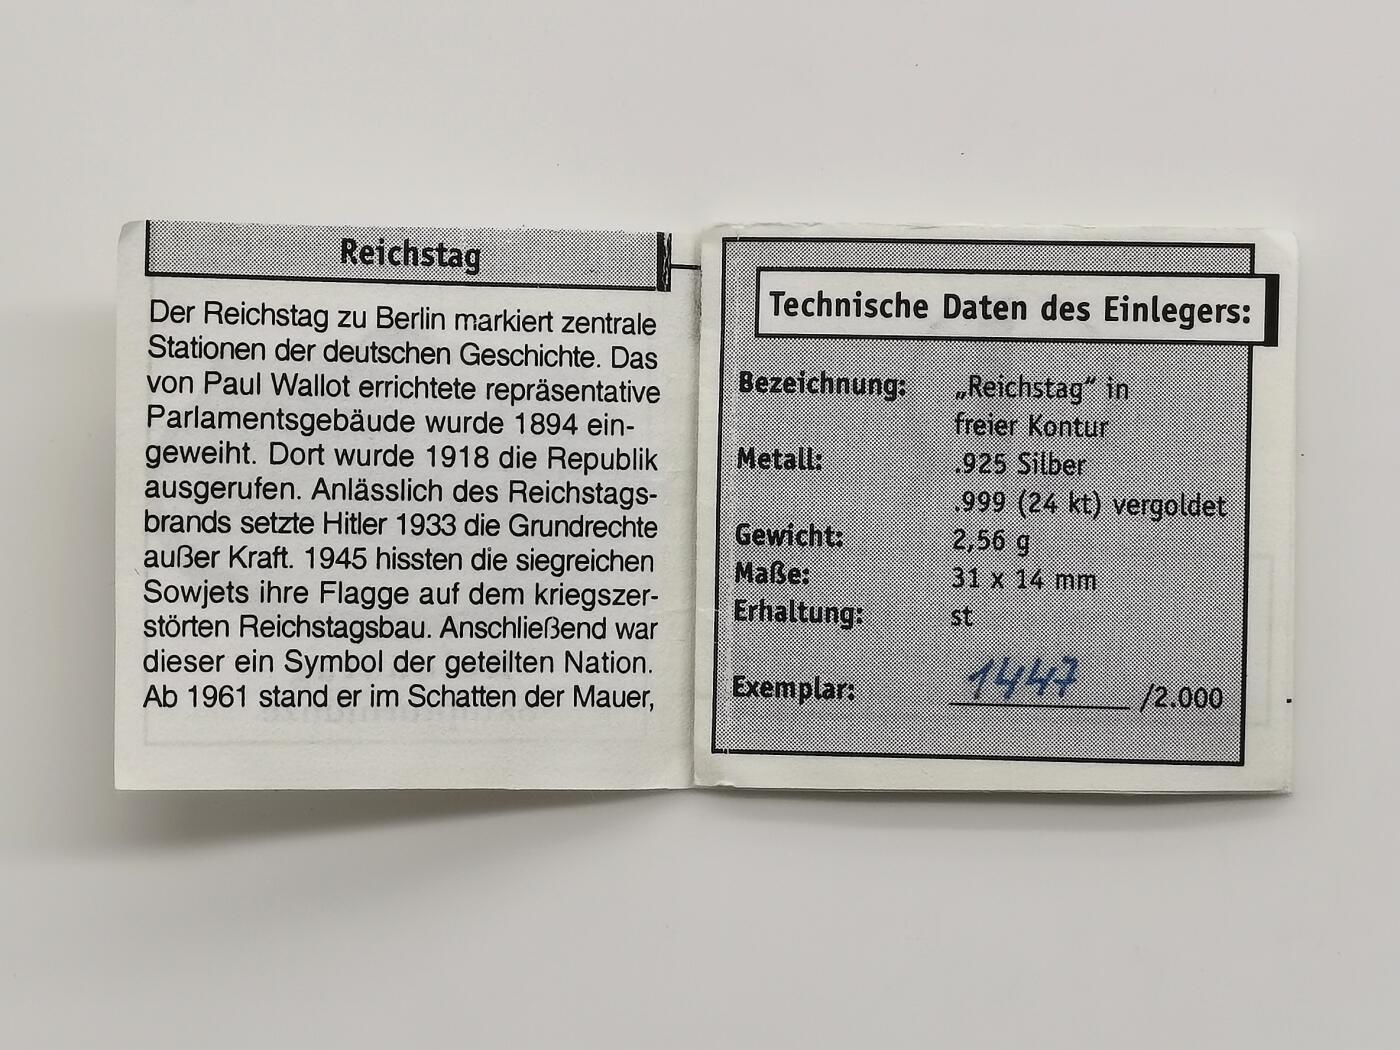 Reichstag
Der Reichstag zu Berlin markiert zentrale
Stationen der deutschen Geschichte. Das
von Paul Wallot errichtete repräsentative
Parlamentsgebäude wurde 1894 ein-
geweiht. Dort wurde 1918 die Republik
ausgerufen. Anlässlich des Reichstags-
brands setzte Hitler 1933 die Grundrechte
außer Kraft. 1945 hissten die siegreichen
Sowjets ihre Flagge auf dem kriegszer-
störten Reichstagsbau. Anschließend war
dieser ein Symbol der geteilten Nation.
Ab 1961 stand er im Schatten der Mauer,
Technische Daten des Einlegers:
Bezeichnung: „Reichstag“ in
freier Kontur
Metall: .925 Silber
.999 (24 kt) vergoldet
Gewicht: 2,56 g
Maße: 31 x 14 mm
Erhaltung: st
Exemplar: 1447 /2.000